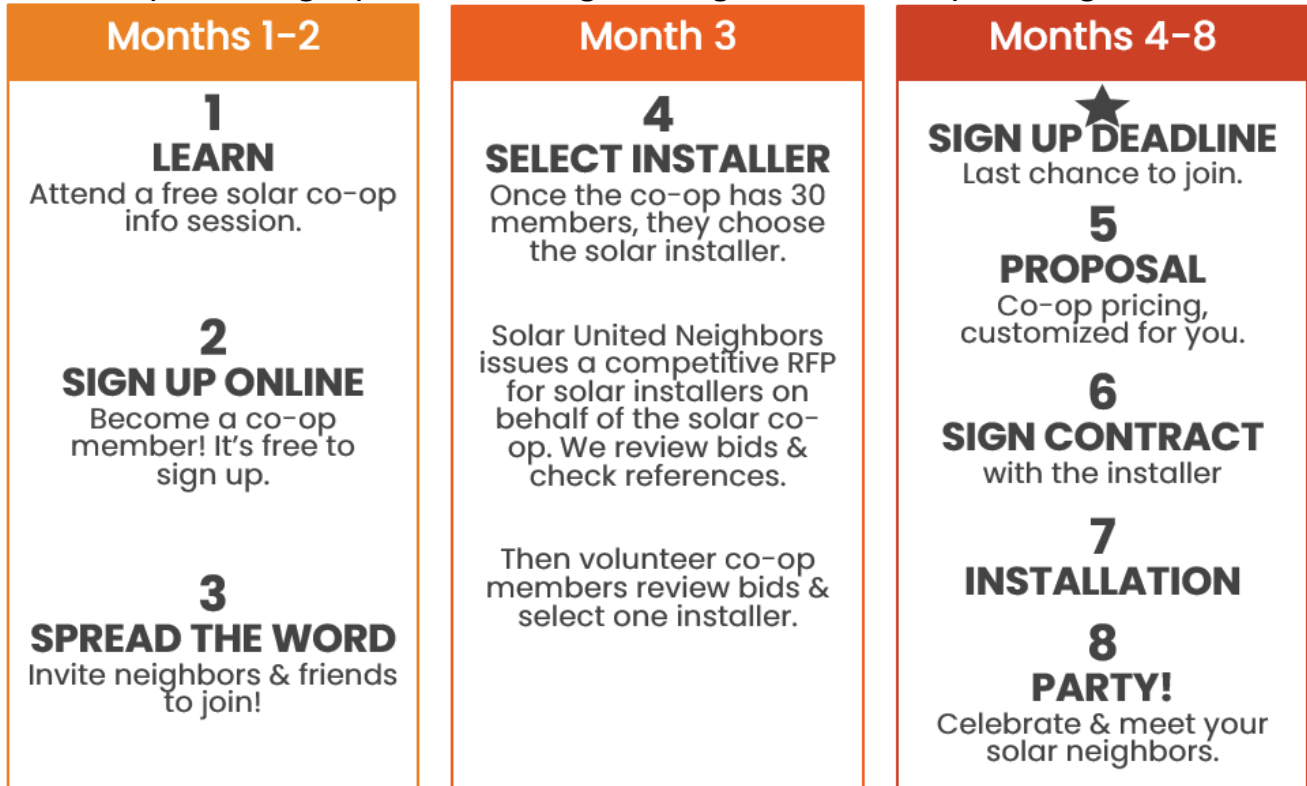 Months 1-2
1
LEARN
Attend a free solar co-op
info session.
2
SIGN UP ONLINE
Become a co-op
member! It's free to
sign up.
3
SPREAD THE WORD
Invite neighbors & friends
to join!
Month 3
4
SELECT INSTALLER
Once the co-op has 30
members, they choose
the solar installer.
Solar United Neighbors
issues a competitive RFP
for solar installers on
behalf of the solar co-
op. We review bids &
check references.
Then volunteer co-op
members review bids &
select one installer.
Months 4-8
SIGN UP DEADLINE
Last chance to join.
5
PROPOSAL
Co-op pricing,
customized for you.
6
SIGN CONTRACT
with the installer
7
INSTALLATION
8
PARTY!
Celebrate & meet your
solar neighbors.